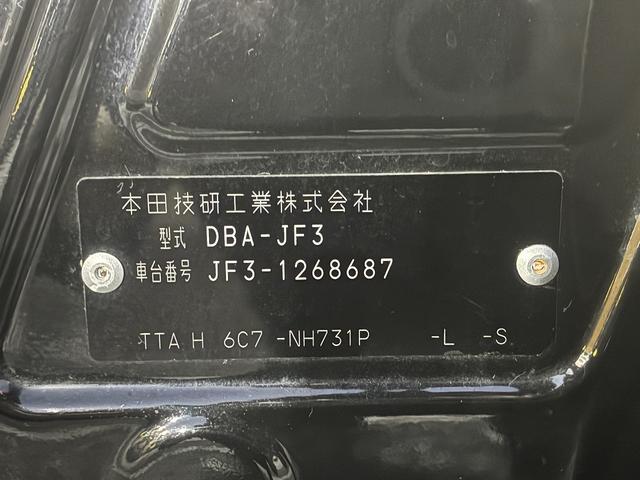 本田技研工業株式会社
型式 DBA-JF3
車台番号 JF3-1268687
TTA H 6C7 -NH731P -L -S